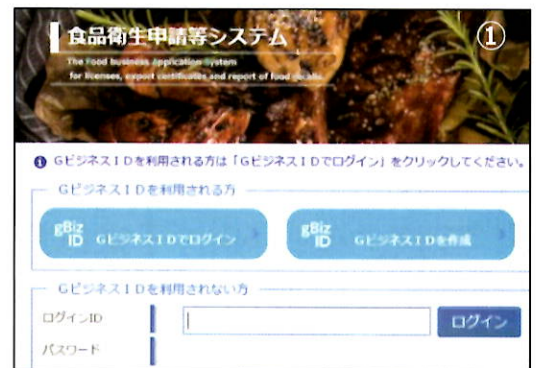 食品衛生申請等システム
①
The Food business Application System
for licenses, export certificates and report of food recalls.
GビジネスIDを利用される方は「GビジネスIDでログイン」をクリックしてください。
GビジネスIDを利用される方
gBiz ID GビジネスIDでログイン
gBiz ID GビジネスIDを作成
GビジネスIDを利用されない方
ログインID
ログイン
パスワード